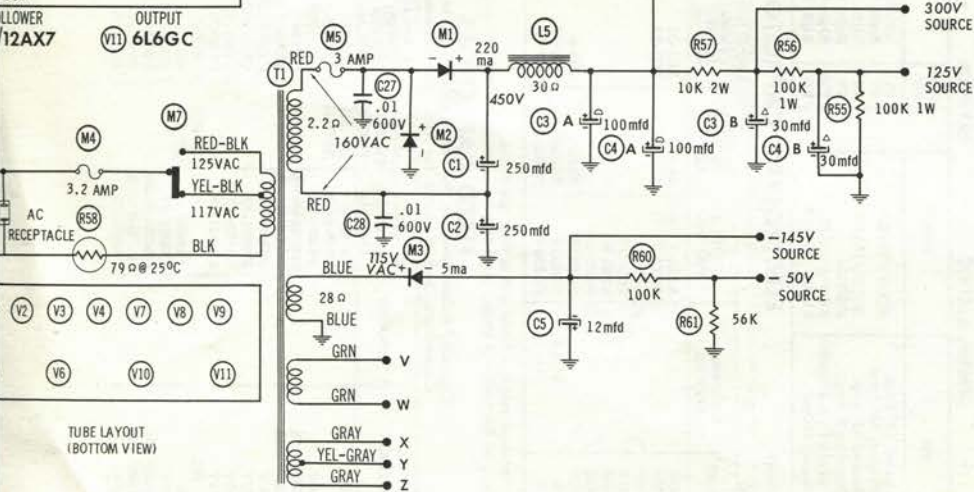 LLOWER
/12AX7
OUTPUT
V11 6L6GC
300V
SOURCE
M5
3 AMP
RED
M1
220
ma
L5
30Ω
R57
10K 2W
R56
100K
1W
125V
SOURCE
T1
C27
.01
600V
2.2Ω
160VAC
M2
450V
C1
250mfd
C3 A
100mfd
C4 A
100mfd
C3 B
30mfd
C4 B
30mfd
R55
100K 1W
M4
3.2 AMP
M7
RED-BLK
125VAC
YEL-BLK
117VAC
BLK
AC
RECEPTACLE
R58
79Ω@25°C
RED
C28
.01
600V
C2
250mfd
M3
115V
VAC
BLUE
5ma
28Ω
BLUE
-145V
SOURCE
R60
100K
- 50V
SOURCE
C5
12mfd
R61
56K
V2 V3 V4 V7 V8 V9
V6 V10 V11
TUBE LAYOUT
(BOTTOM VIEW)
GRN V
GRN W
GRAY X
YEL-GRAY Y
GRAY Z